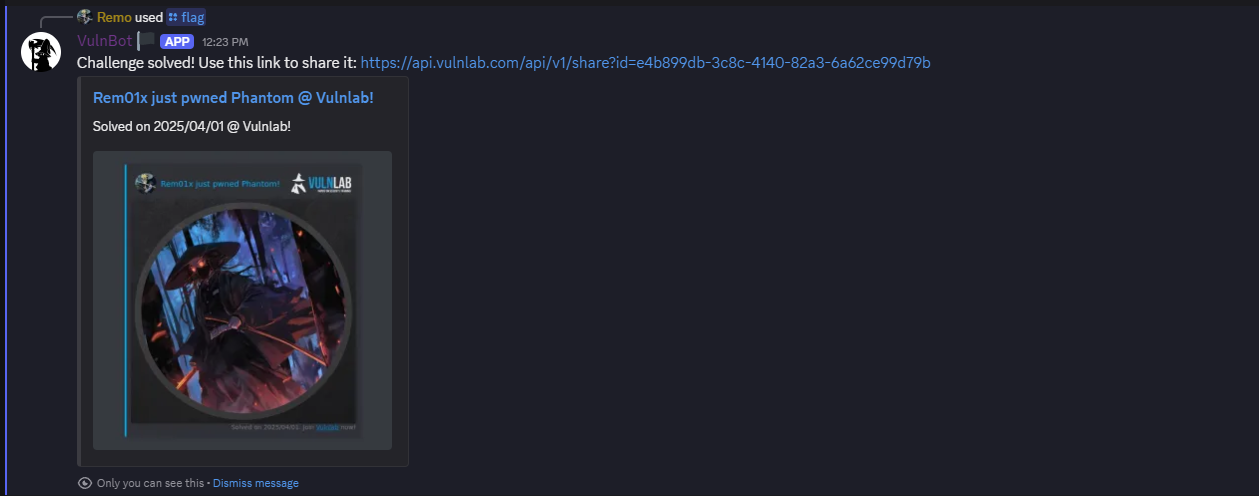 Remo used flag
VulnBot APP 12:23 PM
Challenge solved! Use this link to share it: https://api.vulnlab.com/api/v1/share?id=e4b899db-3c8c-4140-82a3-6a62ce99d79b
Rem01x just pwned Phantom @ Vulnlab!
Solved on 2025/04/01 @ Vulnlab!
Rem01x just pwned Phantom! VULNLAB
Solved on 2025/04/01. Join Vulnlab now!
Only you can see this • Dismiss message